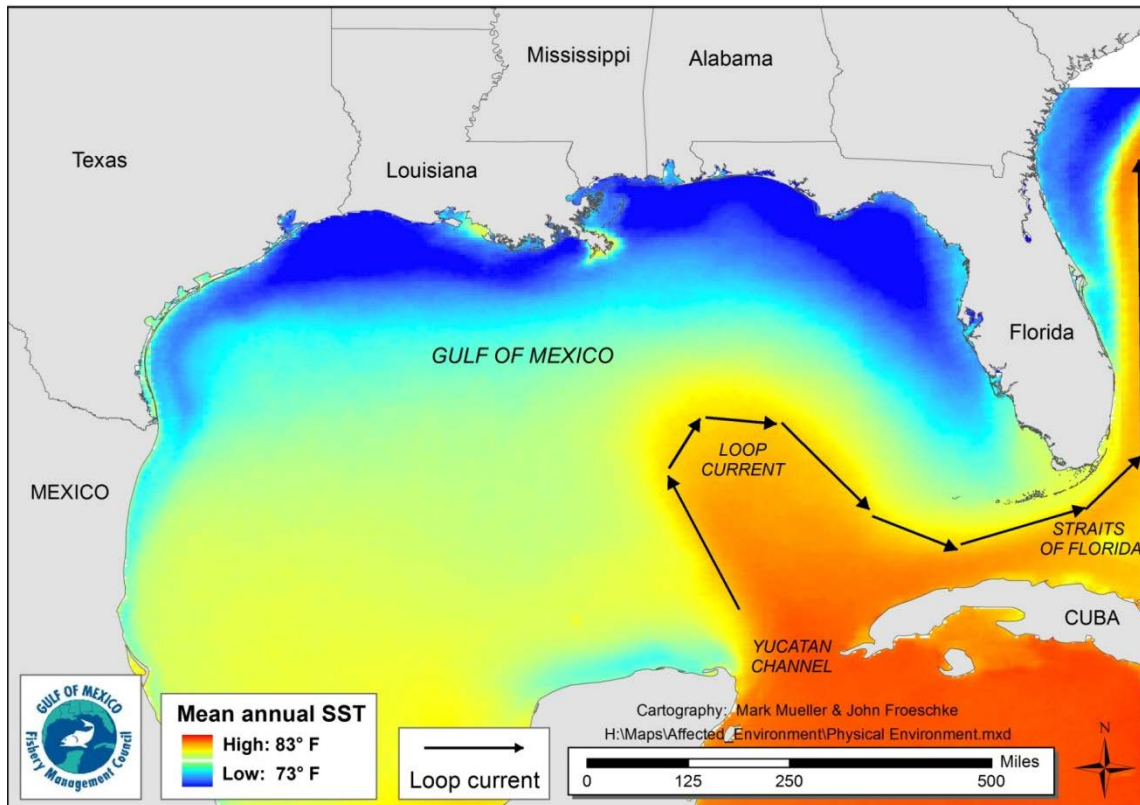 Mississippi
Alabama
Texas
Louisiana
GULF OF MEXICO
Florida
MEXICO
LOOP
CURRENT
STRAITS
OF FLORIDA
CUBA
YUCATAN
CHANNEL
GULF OF MEXICO
Fishery Management Council
Mean annual SST
High: 83° F
Low: 73° F
Loop current
Cartography: Mark Mueller & John Froeschke
H:\Maps\Affected_Environment\Physical Environment.mxd
Miles
0 125 250 500
N